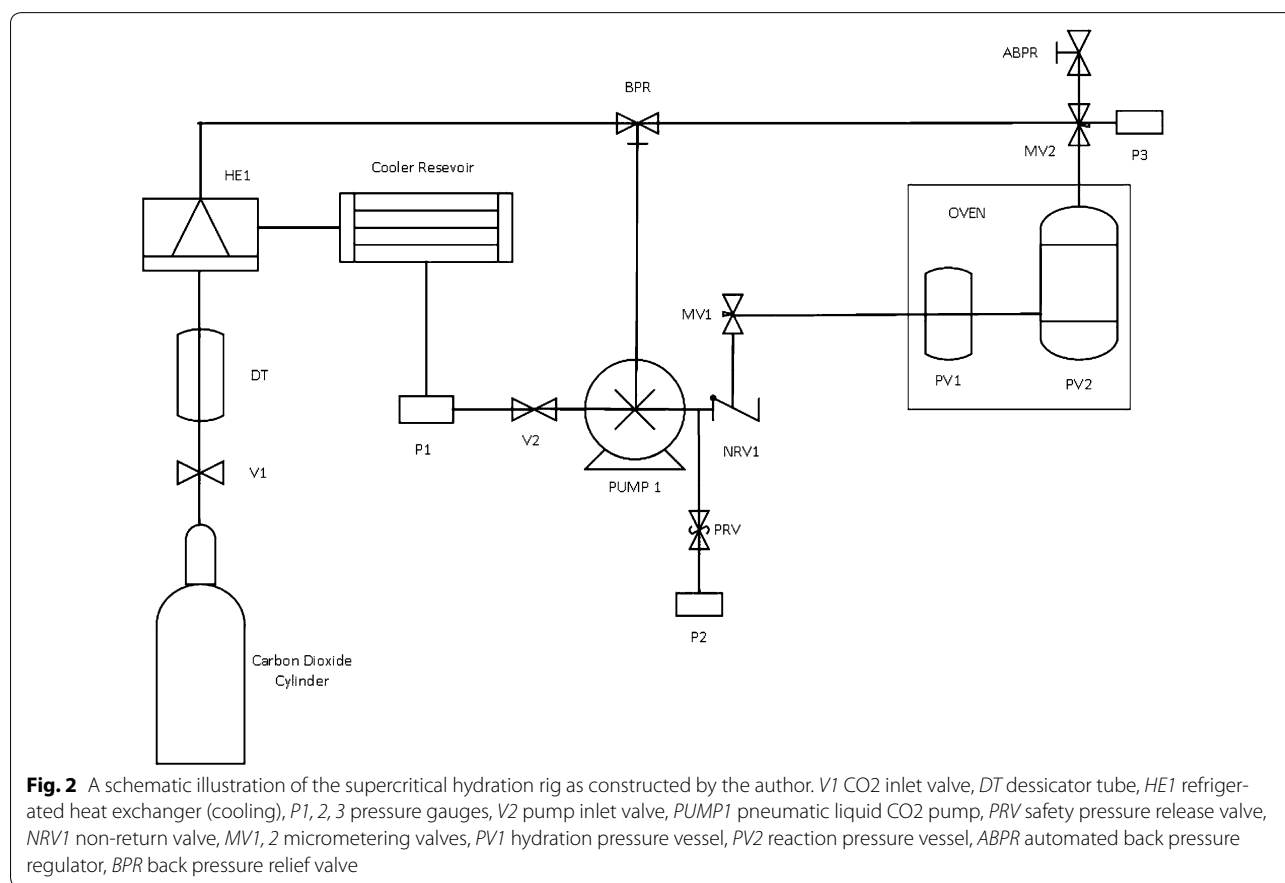 ABPR
BPR
MV2
P3
HE1
Cooler Resevoir
OVEN
MV1
DT
PV1
PV2
P1
V2
NRV1
V1
PUMP 1
PRV
P2
Carbon Dioxide
Cylinder
Fig. 2 A schematic illustration of the supercritical hydration rig as constructed by the author. V1 CO2 inlet valve, DT dessicator tube, HE1 refriger-
ated heat exchanger (cooling), P1, 2, 3 pressure gauges, V2 pump inlet valve, PUMP1 pneumatic liquid CO2 pump, PRV safety pressure release valve,
NRV1 non-return valve, MV1, 2 micrometering valves, PV1 hydration pressure vessel, PV2 reaction pressure vessel, ABPR automated back pressure
regulator, BPR back pressure relief valve